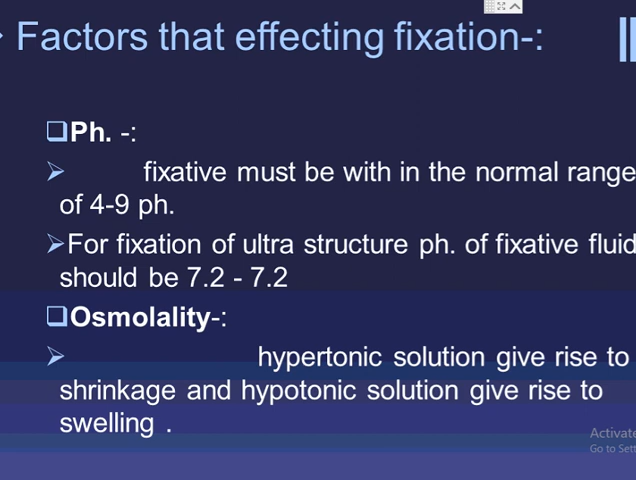 Factors that effecting fixation-:
❑Ph. -:
➢ fixative must be with in the normal range
of 4-9 ph.
➢For fixation of ultra structure ph. of fixative fluid
should be 7.2 - 7.2
❑Osmolality-:
➢ hypertonic solution give rise to
shrinkage and hypotonic solution give rise to
swelling .
Activate
Go to Sett